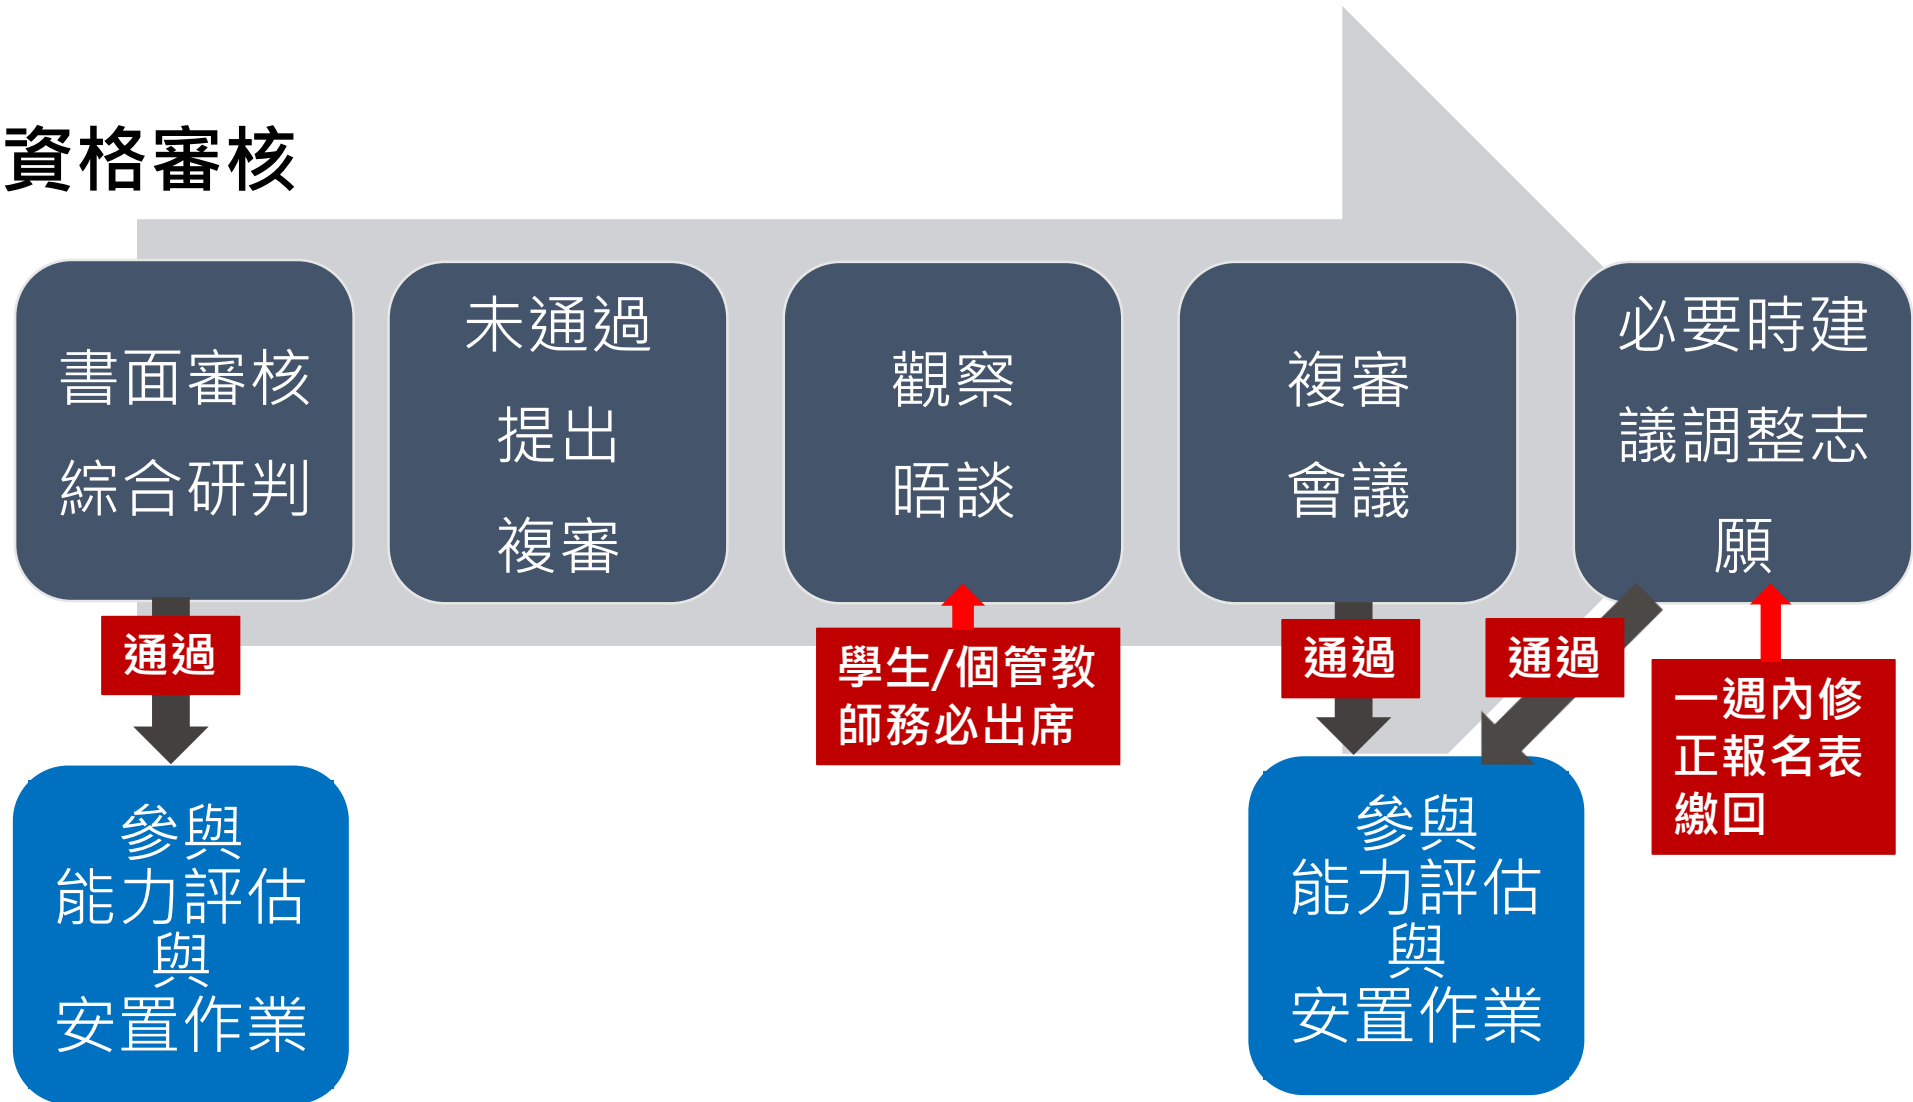 資格審核
書面審核
綜合研判
未通過
提出
複審
觀察
晤談
複審
會議
必要時建
議調整志
願
通過
學生/個管教
師務必出席
通過
通過
一週內修
正報名表
繳回
參與
能力評估
與
安置作業
參與
能力評估
與
安置作業